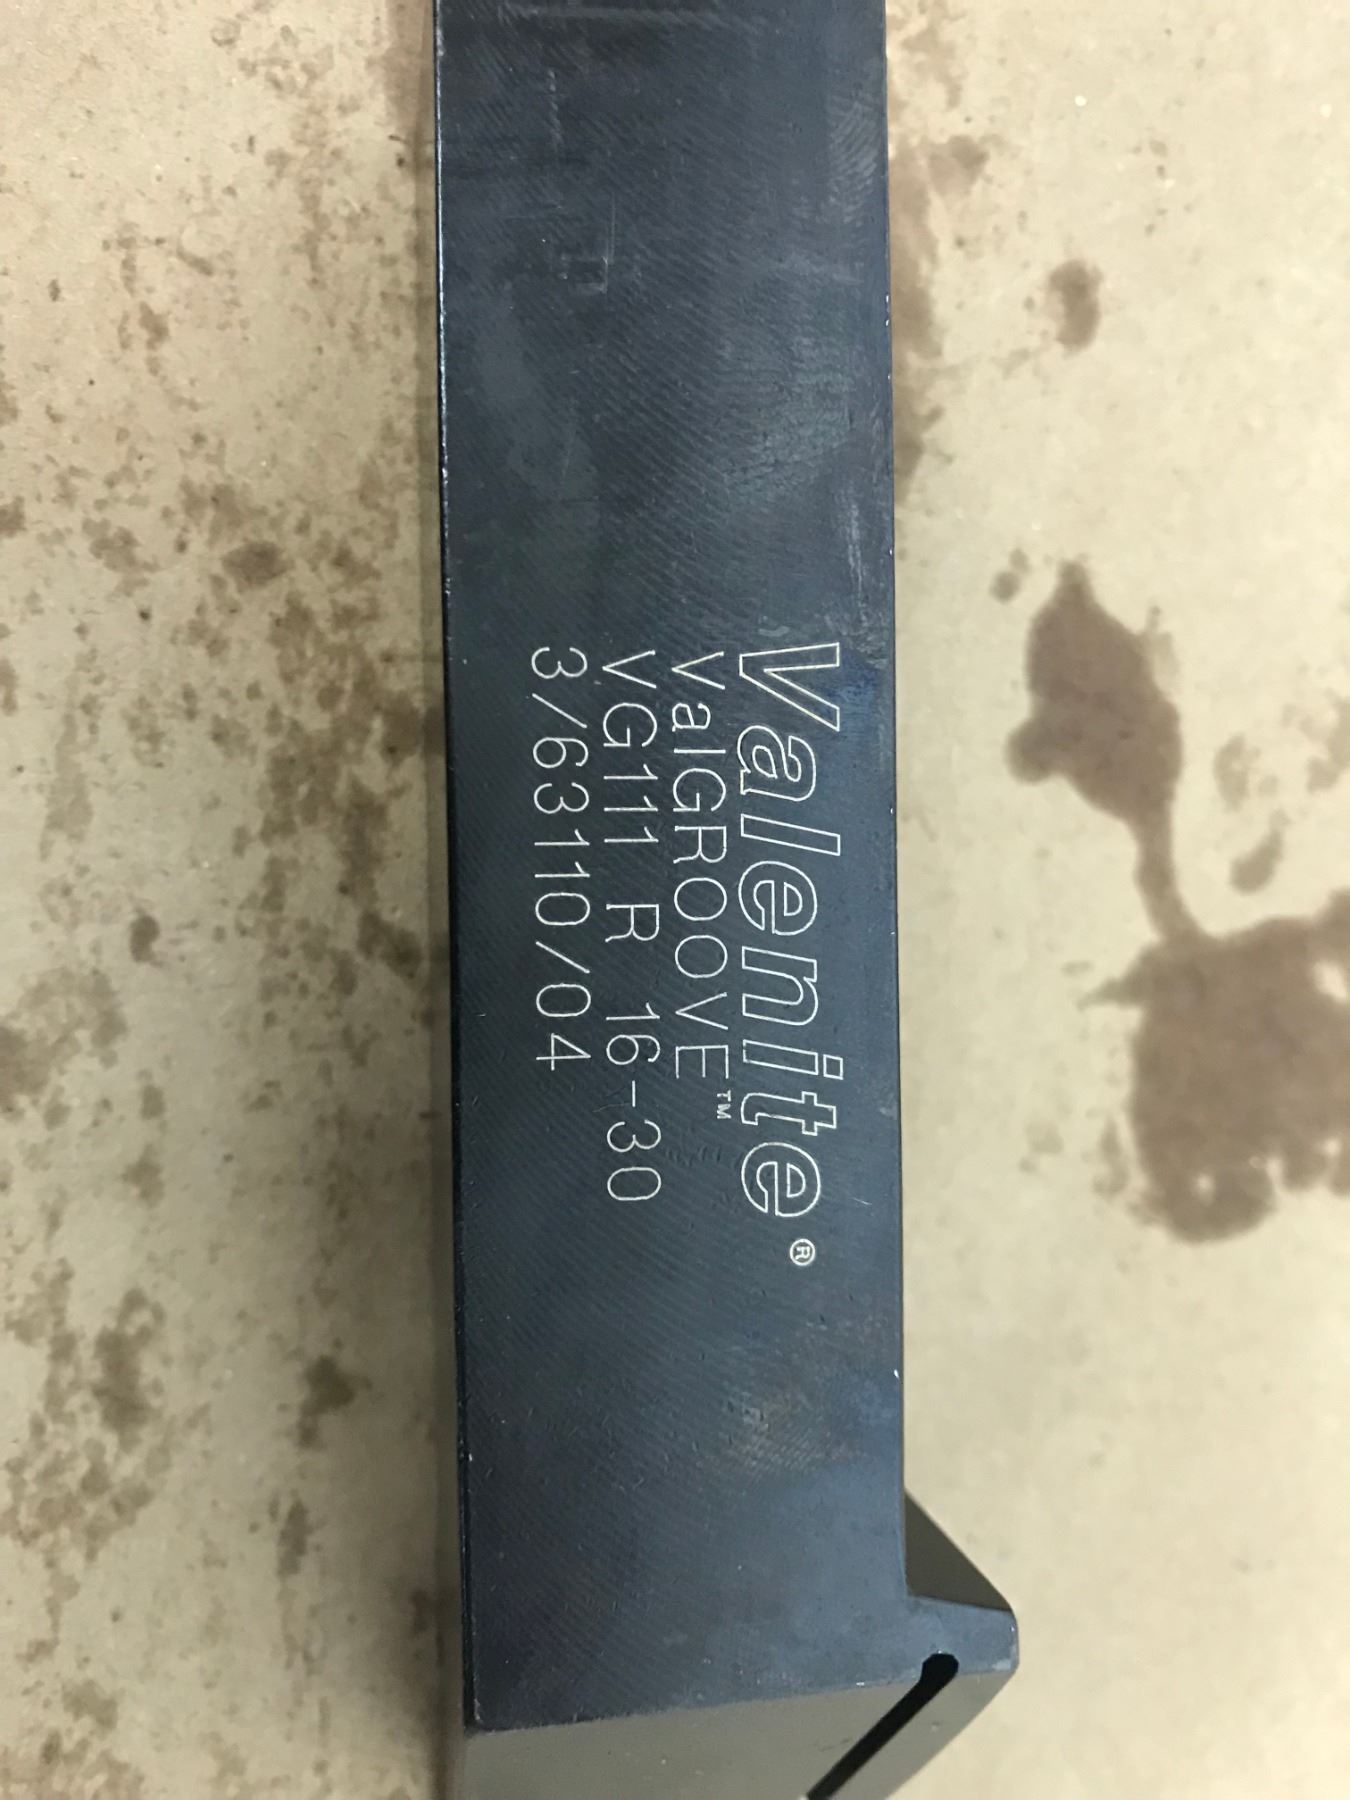 Valenite®
ValGROOVE™
VG111 R 16-30
3/63110/04